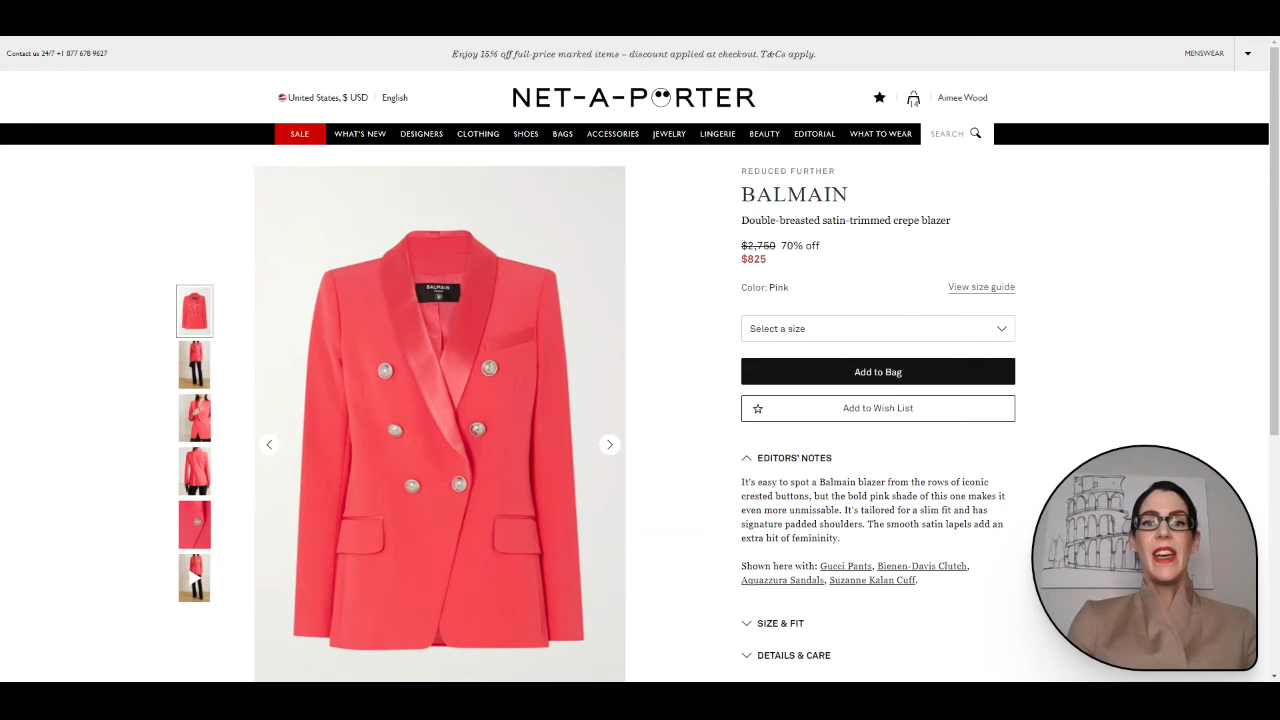 Contact us 24/7 +1 877 678 9627
Enjoy 15% off full-price marked items – discount applied at checkout. T&Cs apply.
MENSWEAR
United States, $ USD
English
NET-A-PORTER
14
Aimee Wood
SALE
WHAT'S NEW
DESIGNERS
CLOTHING
SHOES
BAGS
ACCESSORIES
JEWELRY
LINGERIE
BEAUTY
EDITORIAL
WHAT TO WEAR
SEARCH
BALMAIN
REDUCED FURTHER
BALMAIN
Double-breasted satin-trimmed crepe blazer
$2,750 70% off
$825
Color: Pink
View size guide
Select a size
Add to Bag
Add to Wish List
EDITORS' NOTES
It's easy to spot a Balmain blazer from the rows of iconic
crested buttons, but the bold pink shade of this one makes it
even more unmissable. It's tailored for a slim fit and has
signature padded shoulders. The smooth satin lapels add an
extra hit of femininity.
Shown here with: Gucci Pants, Bienen-Davis Clutch,
Aquazzura Sandals, Suzanne Kalan Cuff.
SIZE & FIT
DETAILS & CARE